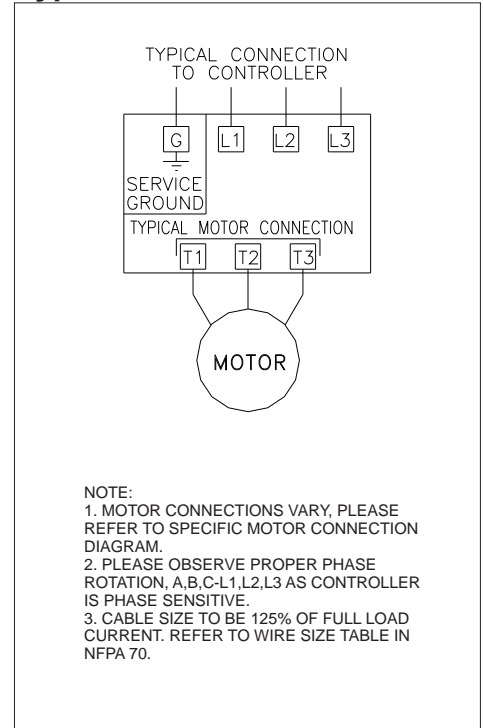 TYPICAL CONNECTION
TO CONTROLLER
G L1 L2 L3
SERVICE
GROUND
TYPICAL MOTOR CONNECTION
T1 T2 T3
MOTOR
NOTE:
1. MOTOR CONNECTIONS VARY, PLEASE
REFER TO SPECIFIC MOTOR CONNECTION
DIAGRAM.
2. PLEASE OBSERVE PROPER PHASE
ROTATION, A,B,C-L1,L2,L3 AS CONTROLLER
IS PHASE SENSITIVE.
3. CABLE SIZE TO BE 125% OF FULL LOAD
CURRENT. REFER TO WIRE SIZE TABLE IN
NFPA 70.